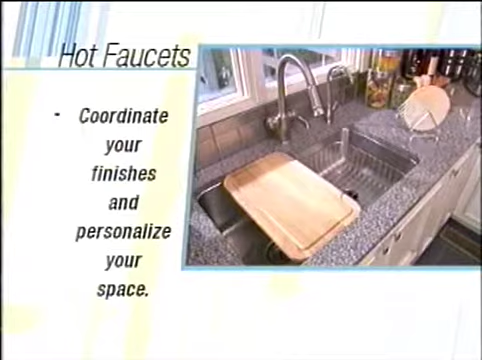 Hot Faucets
- Coordinate
your
finishes
and
personalize
your
space.